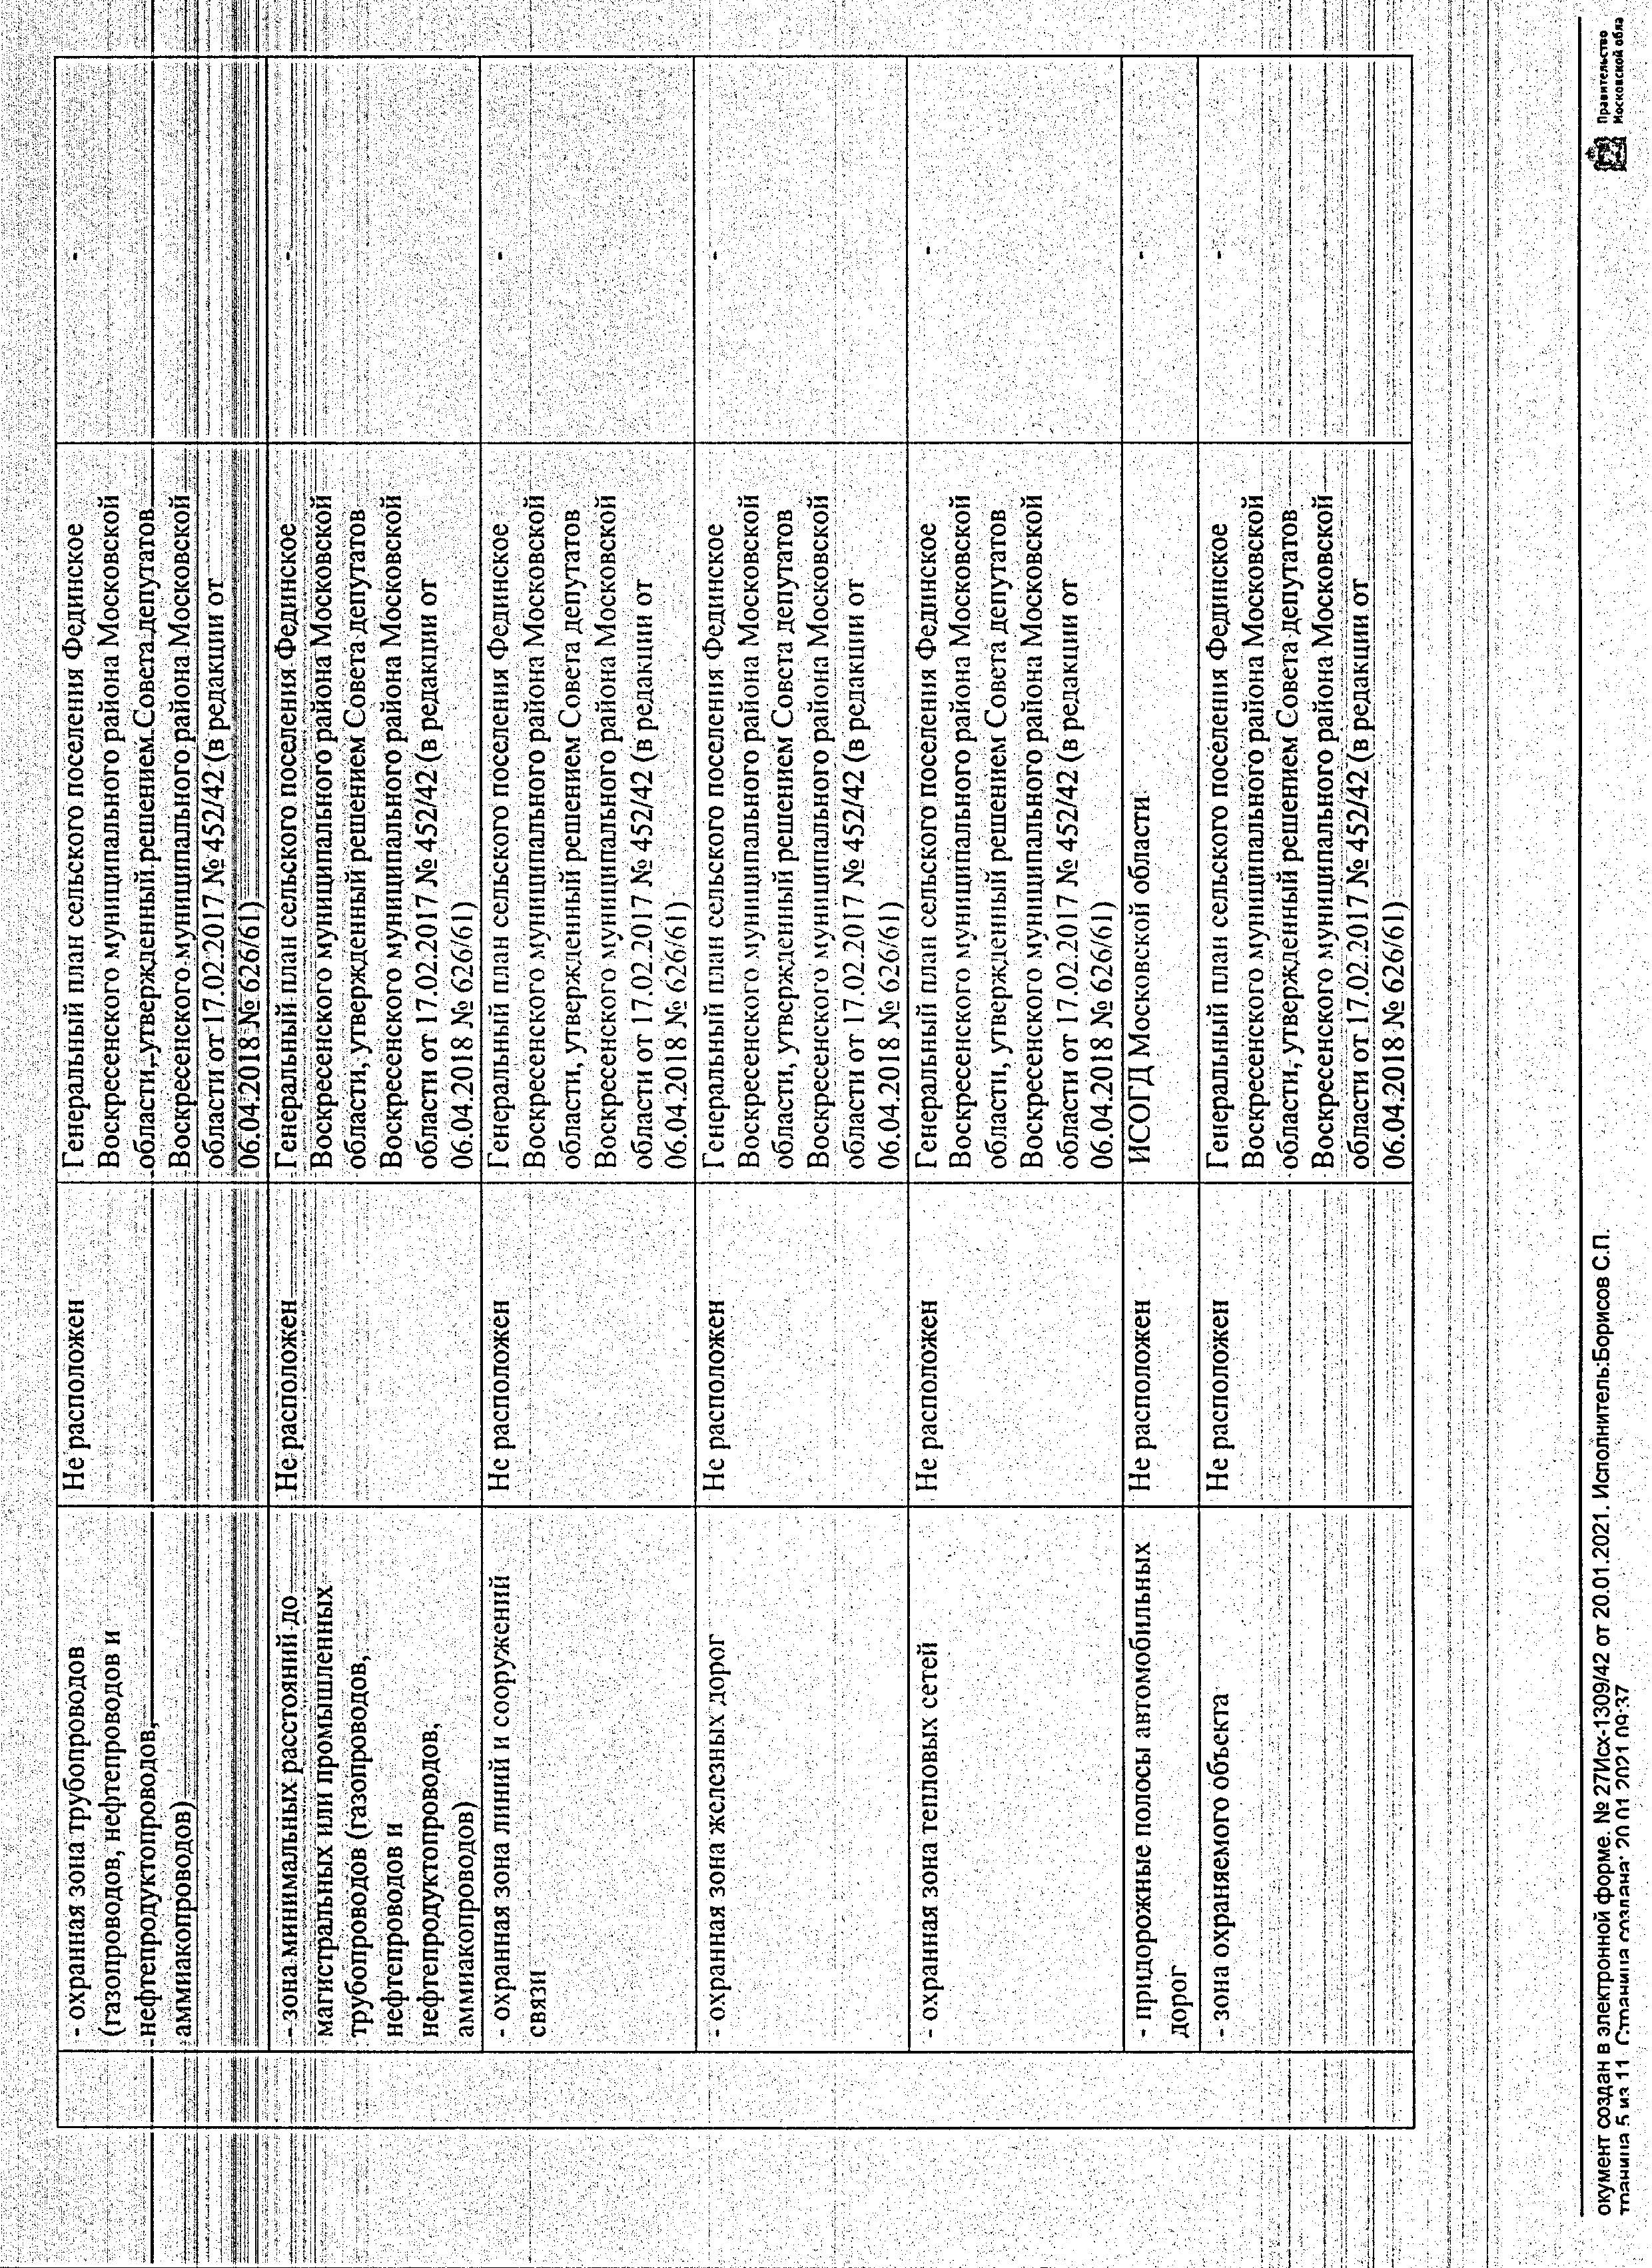 - охранная зона трубопроводов
(газопроводов, нефтепроводов и
нефтепродуктопроводов,
аммиакопроводов)
Не расположен
Генеральный план сельского поселения Фединское
Воскресенского муниципального района Московской
области, утвержденный решением Совета депутатов
Воскресенского муниципального района Московской
области от 17.02.2017 № 452/42 (в редакции от
06.04.2018 № 626/61)
-
- зона минимальных расстояний до
магистральных или промышленных
трубопроводов (газопроводов,
нефтепроводов и
нефтепродуктопроводов,
аммиакопроводов)
Не расположен
Генеральный план сельского поселения Фединское
Воскресенского муниципального района Московской
области, утвержденный решением Совета депутатов
Воскресенского муниципального района Московской
области от 17.02.2017 № 452/42 (в редакции от
06.04.2018 № 626/61)
-
- охранная зона линий и сооружений
связи
Не расположен
Генеральный план сельского поселения Фединское
Воскресенского муниципального района Московской
области, утвержденный решением Совета депутатов
Воскресенского муниципального района Московской
области от 17.02.2017 № 452/42 (в редакции от
06.04.2018 № 626/61)
-
- охранная зона железных дорог
Не расположен
Генеральный план сельского поселения Фединское
Воскресенского муниципального района Московской
области, утвержденный решением Совета депутатов
Воскресенского муниципального района Московской
области от 17.02.2017 № 452/42 (в редакции от
06.04.2018 № 626/61)
-
- охранная зона тепловых сетей
Не расположен
Генеральный план сельского поселения Фединское
Воскресенского муниципального района Московской
области, утвержденный решением Совета депутатов
Воскресенского муниципального района Московской
области от 17.02.2017 № 452/42 (в редакции от
06.04.2018 № 626/61)
-
- придорожные полосы автомобильных
дорог
Не расположен
ИСОГД Московской области
-
- зона охраняемого объекта
Не расположен
Генеральный план сельского поселения Фединское
Воскресенского муниципального района Московской
области, утвержденный решением Совета депутатов
Воскресенского муниципального района Московской
области от 17.02.2017 № 452/42 (в редакции от
06.04.2018 № 626/61)
-
окумент создан в электронной форме. № 27Исх-1309/42 от 20.01.2021. Исполнитель:Борисов С.П.
траница 5 из 11. Страница создана: 20.01.2021 09:37
Правительство
Московской обла